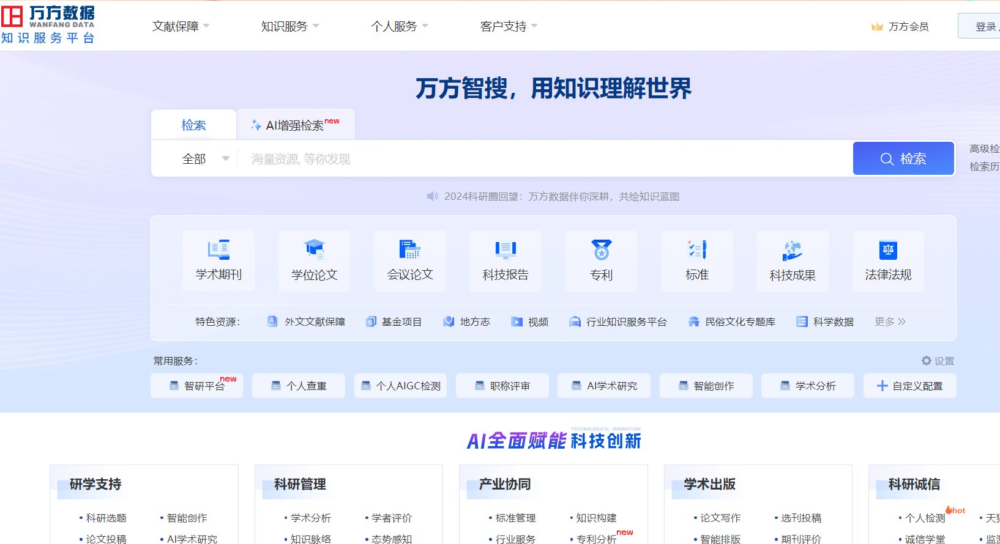 万方数据
WANFANG DATA
知识服务平台
文献保障
知识服务
个人服务
客户支持
万方会员
登录
万方智搜，用知识理解世界
检索
AI增强检索 new
全部
海量资源, 等你发现
检索
高级检
检索历
2024科研圈回望：万方数据伴你深耕，共绘知识蓝图
学术期刊
学位论文
会议论文
科技报告
专利
标准
科技成果
法律法规
特色资源：
外文文献保障
基金项目
地方志
视频
行业知识服务平台
民俗文化专题库
科学数据
更多
常用服务：
设置
智研平台 new
个人查重
个人AIGC检测
职称评审
AI学术研究
智能创作
学术分析
自定义配置
TECHNOLOGICAL INNOVATION
AI全面赋能 科技创新
研学支持
• 科研选题
• 智能创作
• 论文投稿
• AI学术研究
科研管理
• 学术分析
• 学者评价
• 知识脉络
• 态势感知
产业协同
• 标准管理
• 知识构建
• 行业服务
• 专利分析 new
学术出版
• 论文写作
• 选刊投稿
• 智能排版
• 期刊评价
科研诚信
• 个人检测 hot
• 天
• 诚信学堂
• 监测